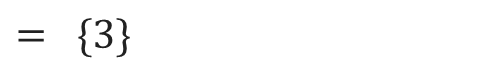 = {3}